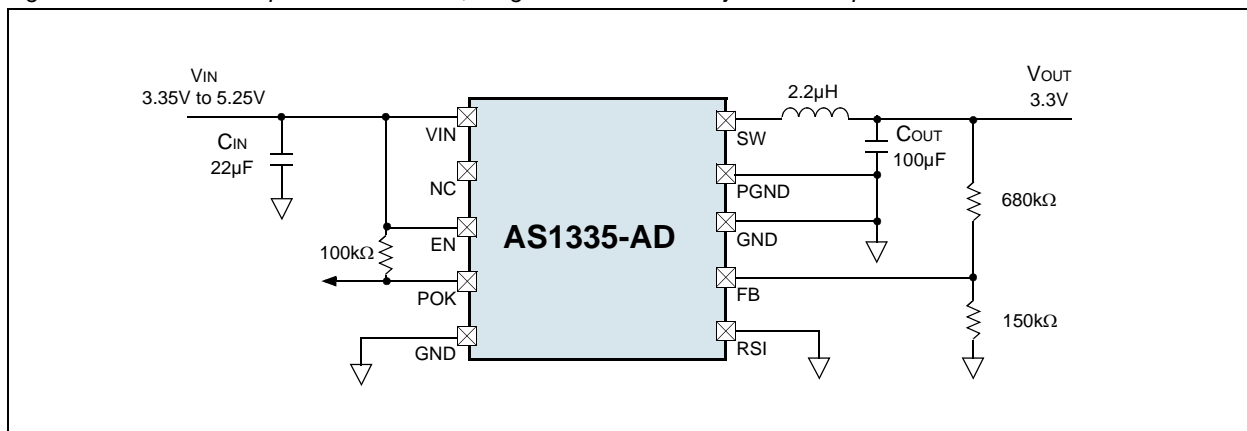 VIN
3.35V to 5.25V
CIN
22µF
100kΩ
VIN
NC
EN
POK
GND
AS1335-AD
SW
PGND
GND
FB
RSI
2.2µH
COUT
100µF
VOUT
3.3V
680kΩ
150kΩ